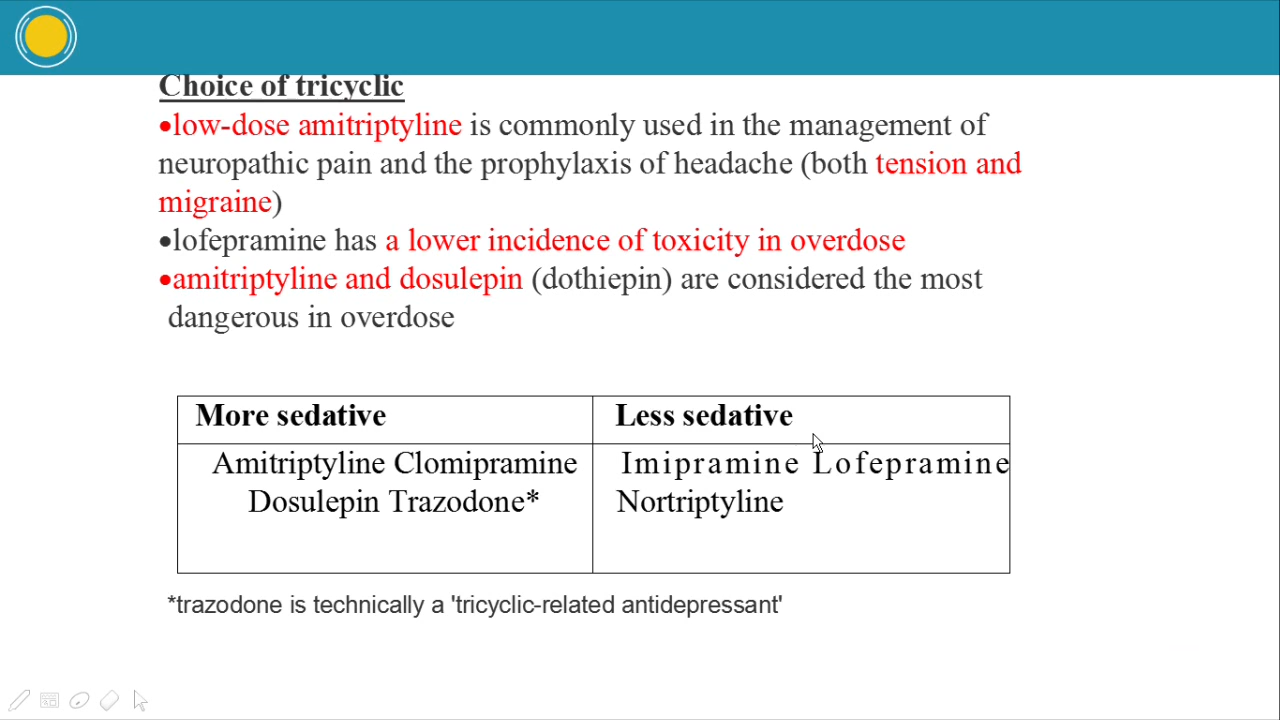 Choice of tricyclic
•low-dose amitriptyline is commonly used in the management of
neuropathic pain and the prophylaxis of headache (both tension and
migraine)
•lofepramine has a lower incidence of toxicity in overdose
•amitriptyline and dosulepin (dothiepin) are considered the most
dangerous in overdose
More sedative
Less sedative
Amitriptyline Clomipramine
Dosulepin Trazodone*
Imipramine Lofepramine
Nortriptyline
*trazodone is technically a 'tricyclic-related antidepressant'